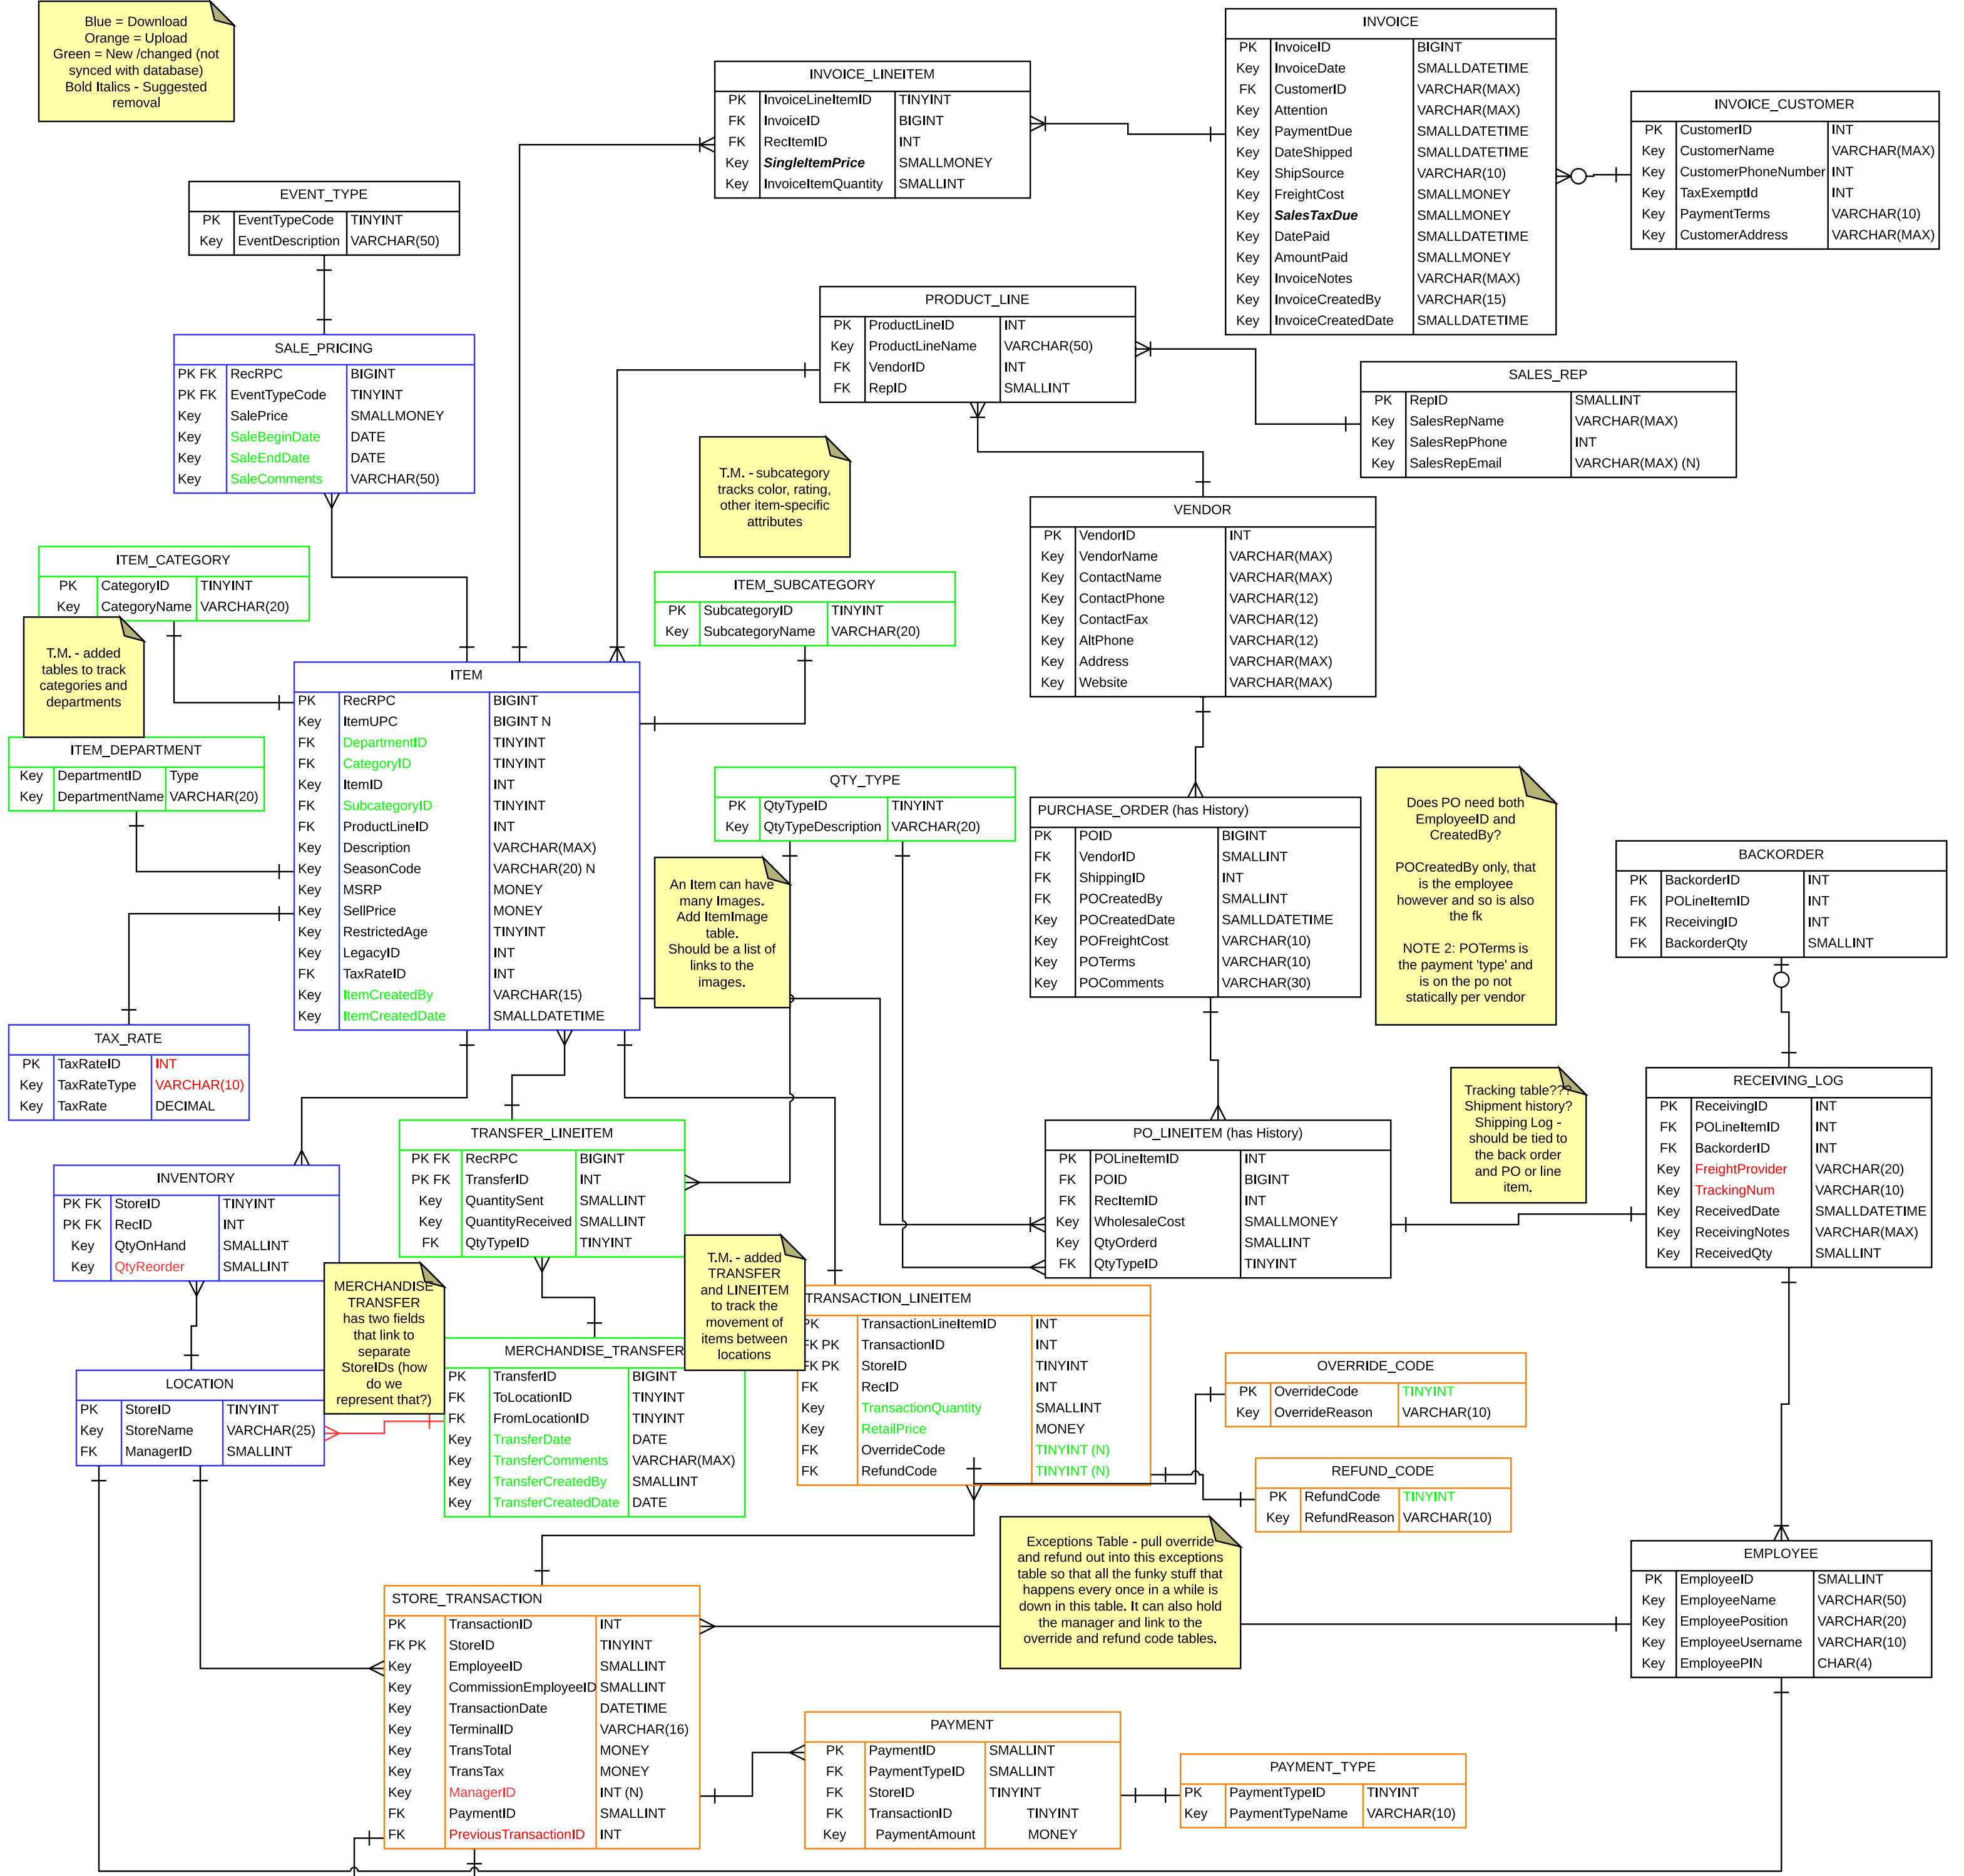 Blue = Download
Orange = Upload
Green = New /changed (not
synced with database)
Bold Italics - Suggested
removal
INVOICE
PK InvoiceID BIGINT
Key InvoiceDate SMALLDATETIME
FK CustomerID VARCHAR(MAX)
Key Attention VARCHAR(MAX)
Key PaymentDue SMALLDATETIME
Key DateShipped SMALLDATETIME
Key ShipSource VARCHAR(10)
Key FreightCost SMALLMONEY
Key SalesTaxDue SMALLMONEY
Key DatePaid SMALLDATETIME
Key AmountPaid SMALLMONEY
Key InvoiceNotes VARCHAR(MAX)
Key InvoiceCreatedBy VARCHAR(15)
Key InvoiceCreatedDate SMALLDATETIME
INVOICE_LINEITEM
PK InvoiceLineItemID TINYINT
FK InvoiceID BIGINT
FK RecItemID INT
Key SingleItemPrice SMALLMONEY
Key InvoiceItemQuantity SMALLINT
INVOICE_CUSTOMER
PK CustomerID INT
Key CustomerName VARCHAR(MAX)
Key CustomerPhoneNumber INT
Key TaxExemptId INT
Key PaymentTerms VARCHAR(10)
Key CustomerAddress VARCHAR(MAX)
EVENT_TYPE
PK EventTypeCode TINYINT
Key EventDescription VARCHAR(50)
PRODUCT_LINE
PK ProductLineID INT
Key ProductLineName VARCHAR(50)
FK VendorID INT
FK RepID SMALLINT
SALE_PRICING
PK FK RecRPC BIGINT
PK FK EventTypeCode TINYINT
Key SalePrice SMALLMONEY
Key SaleBeginDate DATE
Key SaleEndDate DATE
Key SaleComments VARCHAR(50)
SALES_REP
PK RepID SMALLINT
Key SalesRepName VARCHAR(MAX)
Key SalesRepPhone INT
Key SalesRepEmail VARCHAR(MAX) (N)
T.M. - subcategory
tracks color, rating,
other item-specific
attributes
VENDOR
PK VendorID INT
Key VendorName VARCHAR(MAX)
Key ContactName VARCHAR(MAX)
Key ContactPhone VARCHAR(12)
Key ContactFax VARCHAR(12)
Key AltPhone VARCHAR(12)
Key Address VARCHAR(MAX)
Key Website VARCHAR(MAX)
ITEM_CATEGORY
PK CategoryID TINYINT
Key CategoryName VARCHAR(20)
ITEM_SUBCATEGORY
PK SubcategoryID TINYINT
Key SubcategoryName VARCHAR(20)
T.M. - added
tables to track
categories and
departments
ITEM
PK RecRPC BIGINT
Key ItemUPC BIGINT N
FK DepartmentID TINYINT
FK CategoryID TINYINT
Key ItemID INT
FK SubcategoryID TINYINT
FK ProductLineID INT
Key Description VARCHAR(MAX)
Key SeasonCode VARCHAR(20) N
Key MSRP MONEY
Key SellPrice MONEY
Key RestrictedAge TINYINT
Key LegacyID INT
FK TaxRateID INT
Key ItemCreatedBy VARCHAR(15)
Key ItemCreatedDate SMALLDATETIME
ITEM_DEPARTMENT
Key DepartmentID Type
Key DepartmentName VARCHAR(20)
QTY_TYPE
PK QtyTypeID TINYINT
Key QtyTypeDescription VARCHAR(20)
PURCHASE_ORDER (has History)
PK POID BIGINT
FK VendorID SMALLINT
FK ShippingID INT
FK POCreatedBy SMALLINT
Key POCreatedDate SAMLLDATETIME
Key POFreightCost VARCHAR(10)
Key POTerms VARCHAR(10)
Key POComments VARCHAR(30)
Does PO need both
EmployeeID and
CreatedBy?
POCreatedBy only, that
is the employee
however and so is also
the fk
NOTE 2: POTerms is
the payment 'type' and
is on the po not
statically per vendor
BACKORDER
PK BackorderID INT
FK POLineItemID INT
FK ReceivingID INT
FK BackorderQty SMALLINT
An Item can have
many Images.
Add ItemImage
table.
Should be a list of
links to the
images.
TAX_RATE
PK TaxRateID INT
Key TaxRateType VARCHAR(10)
Key TaxRate DECIMAL
Tracking table???
Shipment history?
Shipping Log -
should be tied to
the back order
and PO or line
item.
RECEIVING_LOG
PK ReceivingID INT
FK POLineItemID INT
FK BackorderID INT
Key FreightProvider VARCHAR(20)
Key TrackingNum VARCHAR(10)
Key ReceivedDate SMALLDATETIME
Key ReceivingNotes VARCHAR(MAX)
Key ReceivedQty SMALLINT
TRANSFER_LINEITEM
PK FK RecRPC BIGINT
PK FK TransferID INT
Key QuantitySent SMALLINT
Key QuantityReceived SMALLINT
FK QtyTypeID TINYINT
PO_LINEITEM (has History)
PK POLineItemID INT
FK POID BIGINT
FK RecItemID INT
Key WholesaleCost SMALLMONEY
Key QtyOrderd SMALLINT
FK QtyTypeID TINYINT
INVENTORY
PK FK StoreID TINYINT
PK FK RecID INT
Key QtyOnHand SMALLINT
Key QtyReorder SMALLINT
MERCHANDISE
TRANSFER
has two fields
that link to
separate
StoreIDs (how
do we
represent that?)
T.M. - added
TRANSFER
and LINEITEM
to track the
movement of
items between
locations
TRANSACTION_LINEITEM
PK TransactionLineItemID INT
FK PK TransactionID INT
FK PK StoreID TINYINT
FK RecID INT
Key TransactionQuantity SMALLINT
Key RetailPrice MONEY
FK OverrideCode TINYINT (N)
FK RefundCode TINYINT (N)
MERCHANDISE_TRANSFER
PK TransferID BIGINT
FK ToLocationID TINYINT
FK FromLocationID TINYINT
Key TransferDate DATE
Key TransferComments VARCHAR(MAX)
Key TransferCreatedBy SMALLINT
Key TransferCreatedDate DATE
LOCATION
PK StoreID TINYINT
Key StoreName VARCHAR(25)
FK ManagerID SMALLINT
OVERRIDE_CODE
PK OverrideCode TINYINT
Key OverrideReason VARCHAR(10)
REFUND_CODE
PK RefundCode TINYINT
Key RefundReason VARCHAR(10)
Exceptions Table - pull override
and refund out into this exceptions
table so that all the funky stuff that
happens every once in a while is
down in this table. It can also hold
the manager and link to the
override and refund code tables.
EMPLOYEE
PK EmployeeID SMALLINT
Key EmployeeName VARCHAR(50)
Key EmployeePosition VARCHAR(20)
Key EmployeeUsername VARCHAR(10)
Key EmployeePIN CHAR(4)
STORE_TRANSACTION
PK TransactionID INT
FK PK StoreID TINYINT
Key EmployeeID SMALLINT
Key CommissionEmployeeID SMALLINT
Key TransactionDate DATETIME
Key TerminalID VARCHAR(16)
Key TransTotal MONEY
Key TransTax MONEY
Key ManagerID INT (N)
FK PaymentID SMALLINT
FK PreviousTransactionID INT
PAYMENT
PK PaymentID SMALLINT
FK PaymentTypeID SMALLINT
FK StoreID TINYINT
FK TransactionID TINYINT
Key PaymentAmount MONEY
PAYMENT_TYPE
PK PaymentTypeID TINYINT
Key PaymentTypeName VARCHAR(10)